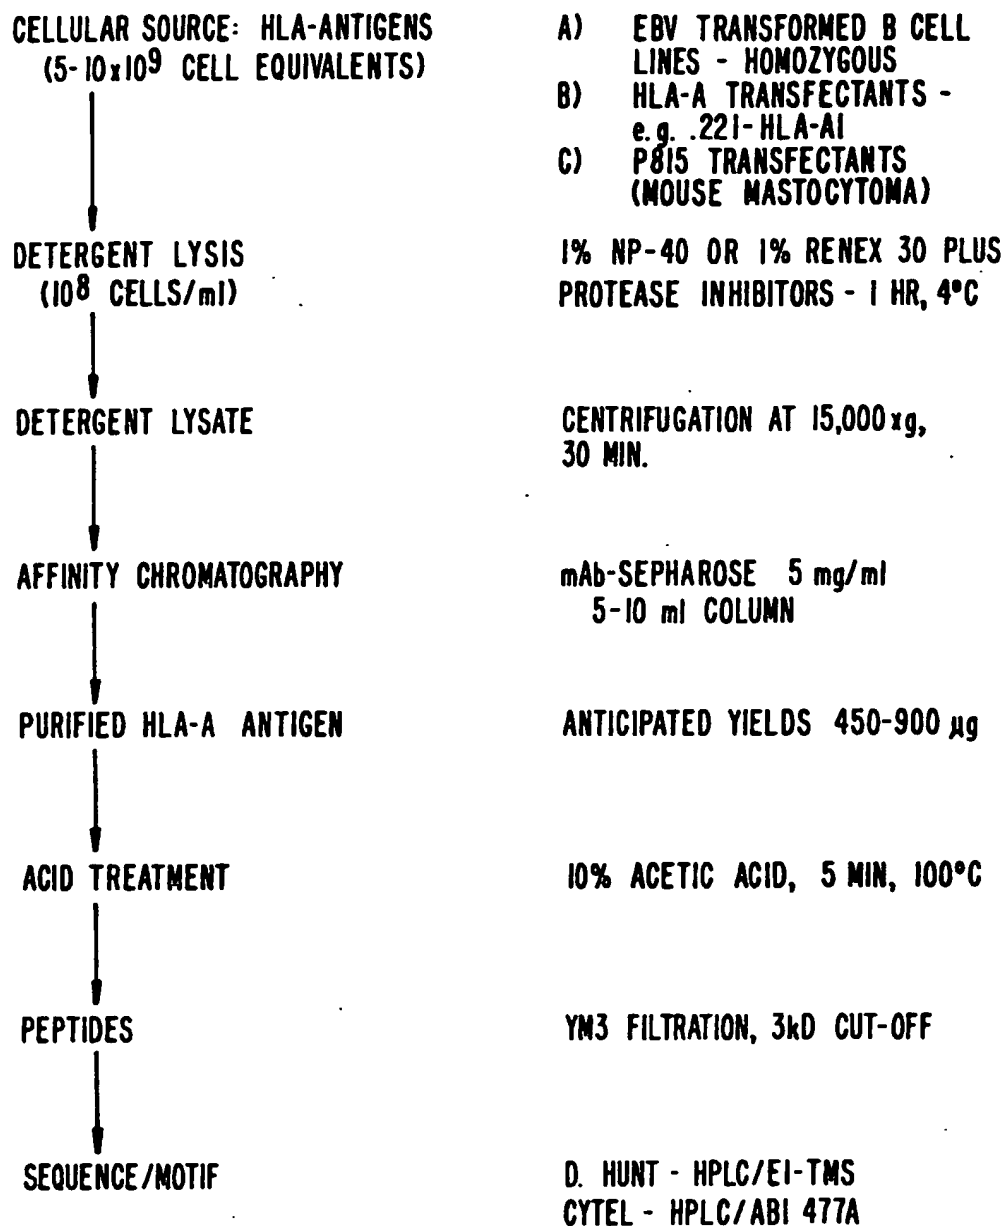 CELLULAR SOURCE: HLA-ANTIGENS
(5-10x10⁹ CELL EQUIVALENTS)
A) EBV TRANSFORMED B CELL
LINES - HOMOZYGOUS
B) HLA-A TRANSFECTANTS -
e.g. .221-HLA-A1
C) P815 TRANSFECTANTS
(MOUSE MASTOCYTOMA)
DETERGENT LYSIS
(10⁸ CELLS/ml)
1% NP-40 OR 1% RENEX 30 PLUS
PROTEASE INHIBITORS - 1 HR, 4°C
DETERGENT LYSATE
CENTRIFUGATION AT 15,000xg,
30 MIN.
AFFINITY CHROMATOGRAPHY
mAb-SEPHAROSE 5 mg/ml
5-10 ml COLUMN
PURIFIED HLA-A ANTIGEN
ANTICIPATED YIELDS 450-900 µg
ACID TREATMENT
10% ACETIC ACID, 5 MIN, 100°C
PEPTIDES
YM3 FILTRATION, 3kD CUT-OFF
SEQUENCE/MOTIF
D. HUNT - HPLC/EI-TMS
CYTEL - HPLC/ABI 477A